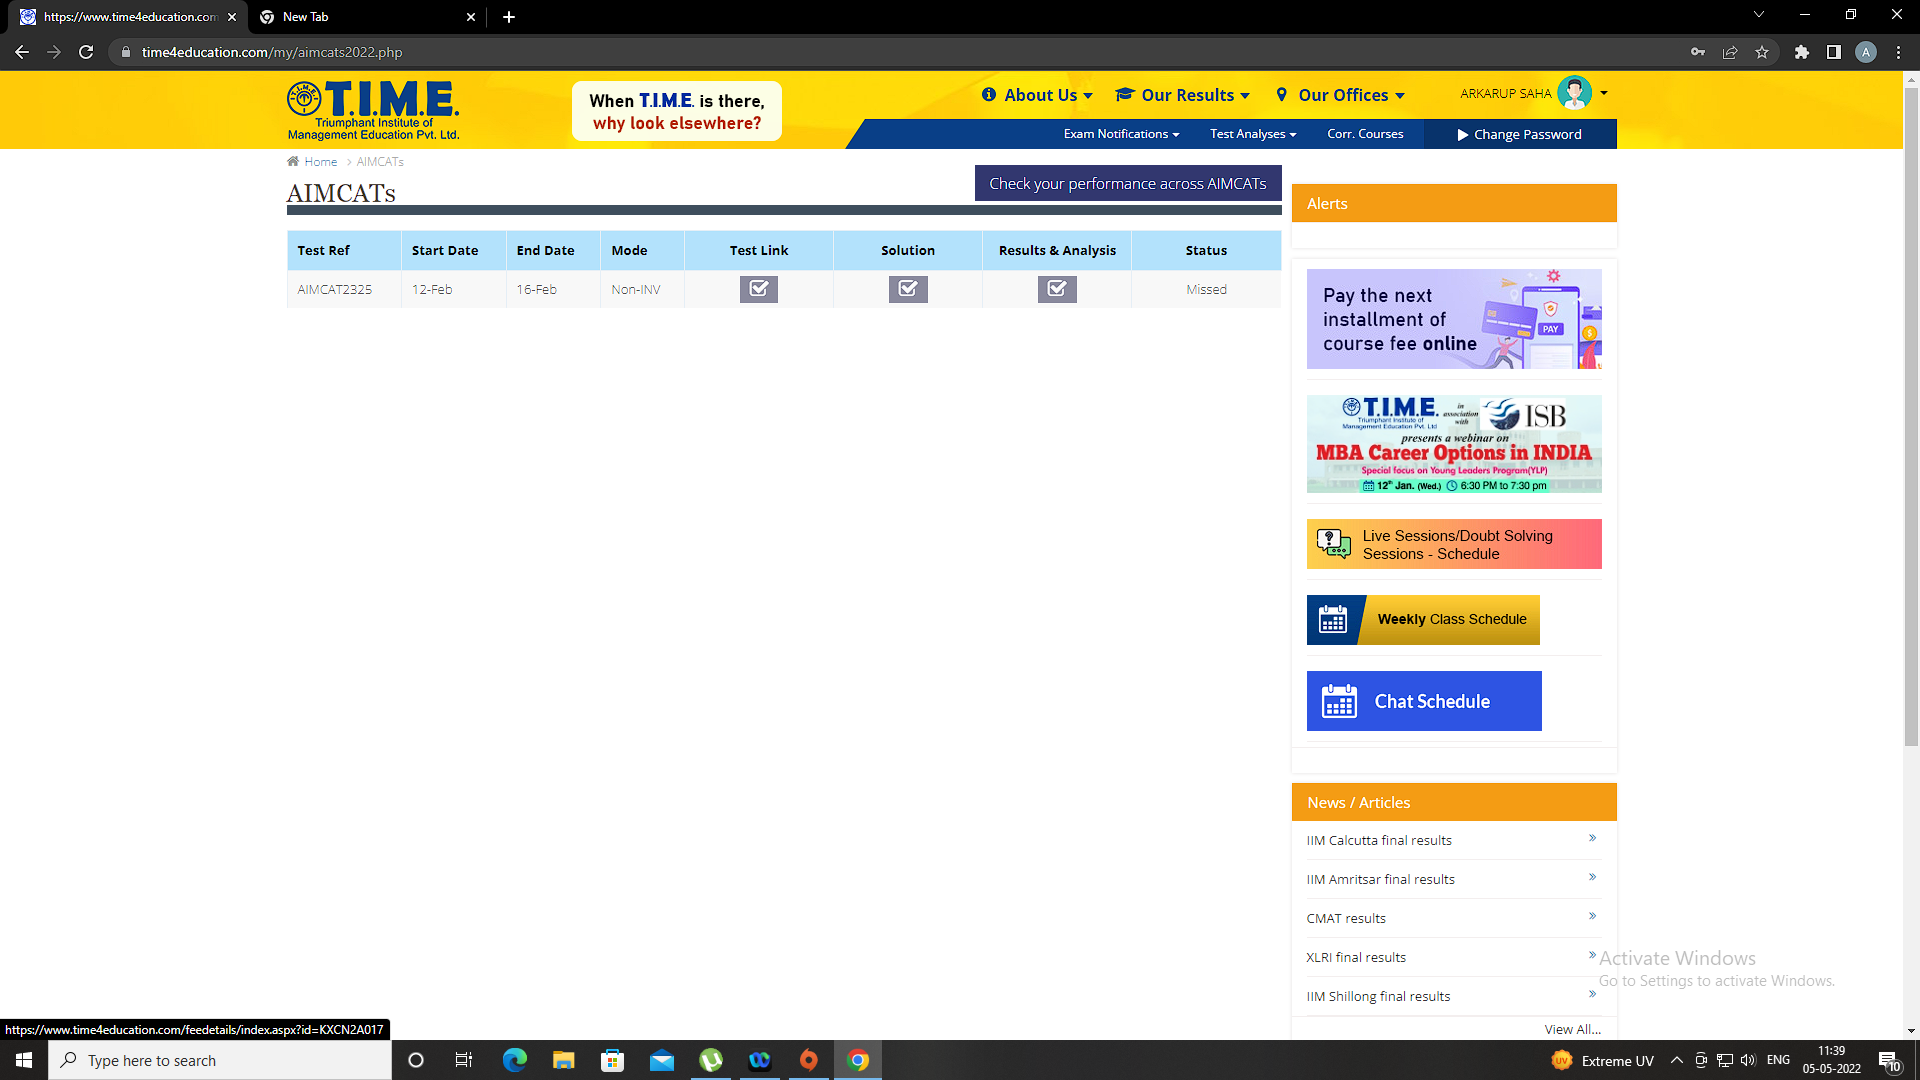 https://www.time4education.com
New Tab
time4education.com/my/aimcats2022.php
A
T.I.M.E.
Triumphant Institute of
Management Education Pvt. Ltd.
When T.I.M.E. is there,
why look elsewhere?
About Us
Our Results
Our Offices
ARKARUP SAHA
Exam Notifications
Test Analyses
Corr. Courses
Change Password
Home
AIMCATs
AIMCATs
Check your performance across AIMCATs
Test Ref Start Date End Date Mode Test Link Solution Results & Analysis Status
AIMCAT2325 12-Feb 16-Feb Non-INV Missed
Alerts
Pay the next
installment of
course fee online
PAY
T.I.M.E. in association with ISB
Triumphant Institute of
Management Education Pvt. Ltd
presents a webinar on
MBA Career Options in INDIA
Special focus on Young Leaders Program(YLP)
12th Jan. (Wed.) 6:30 PM to 7:30 pm
Live Sessions/Doubt Solving
Sessions - Schedule
Weekly Class Schedule
Chat Schedule
News / Articles
IIM Calcutta final results
IIM Amritsar final results
CMAT results
XLRI final results
IIM Shillong final results
View All...
Activate Windows
Go to Settings to activate Windows.
https://www.time4education.com/feedetails/index.aspx?id=KXCN2A017
Type here to search
UV
Extreme UV
ENG
11:39
05-05-2022
10